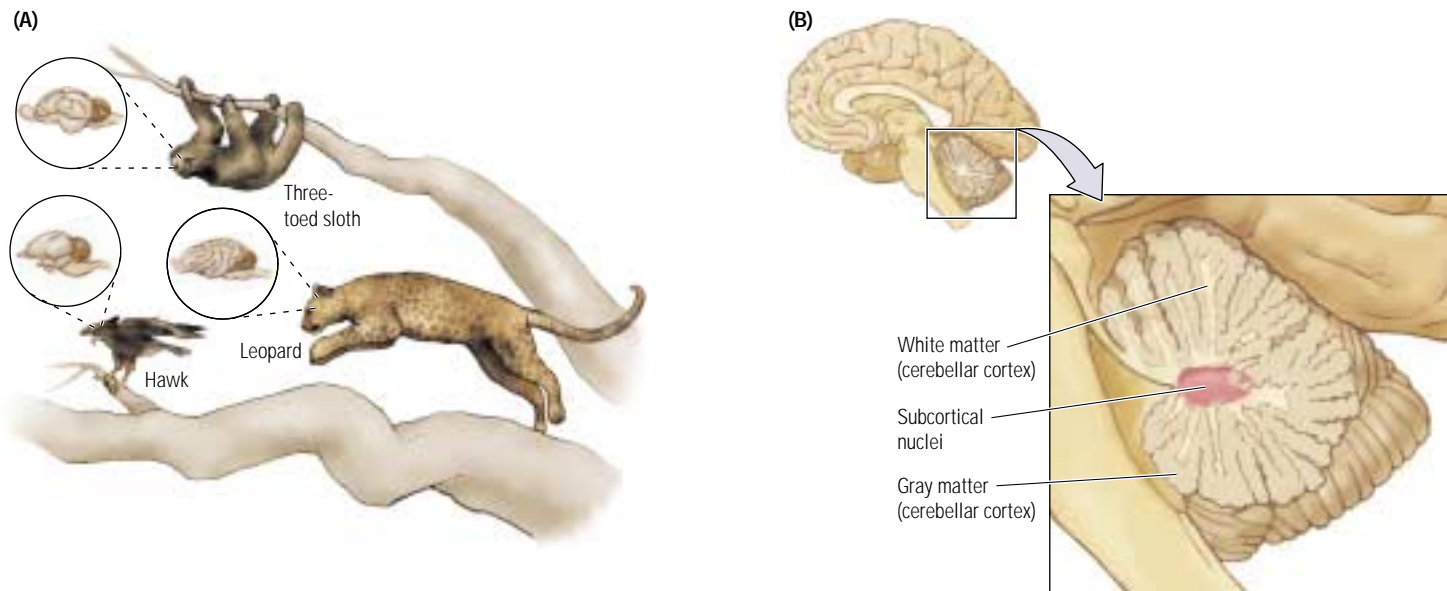 (A)
Three-
toed sloth
Leopard
Hawk
(B)
White matter
(cerebellar cortex)
Subcortical
nuclei
Gray matter
(cerebellar cortex)